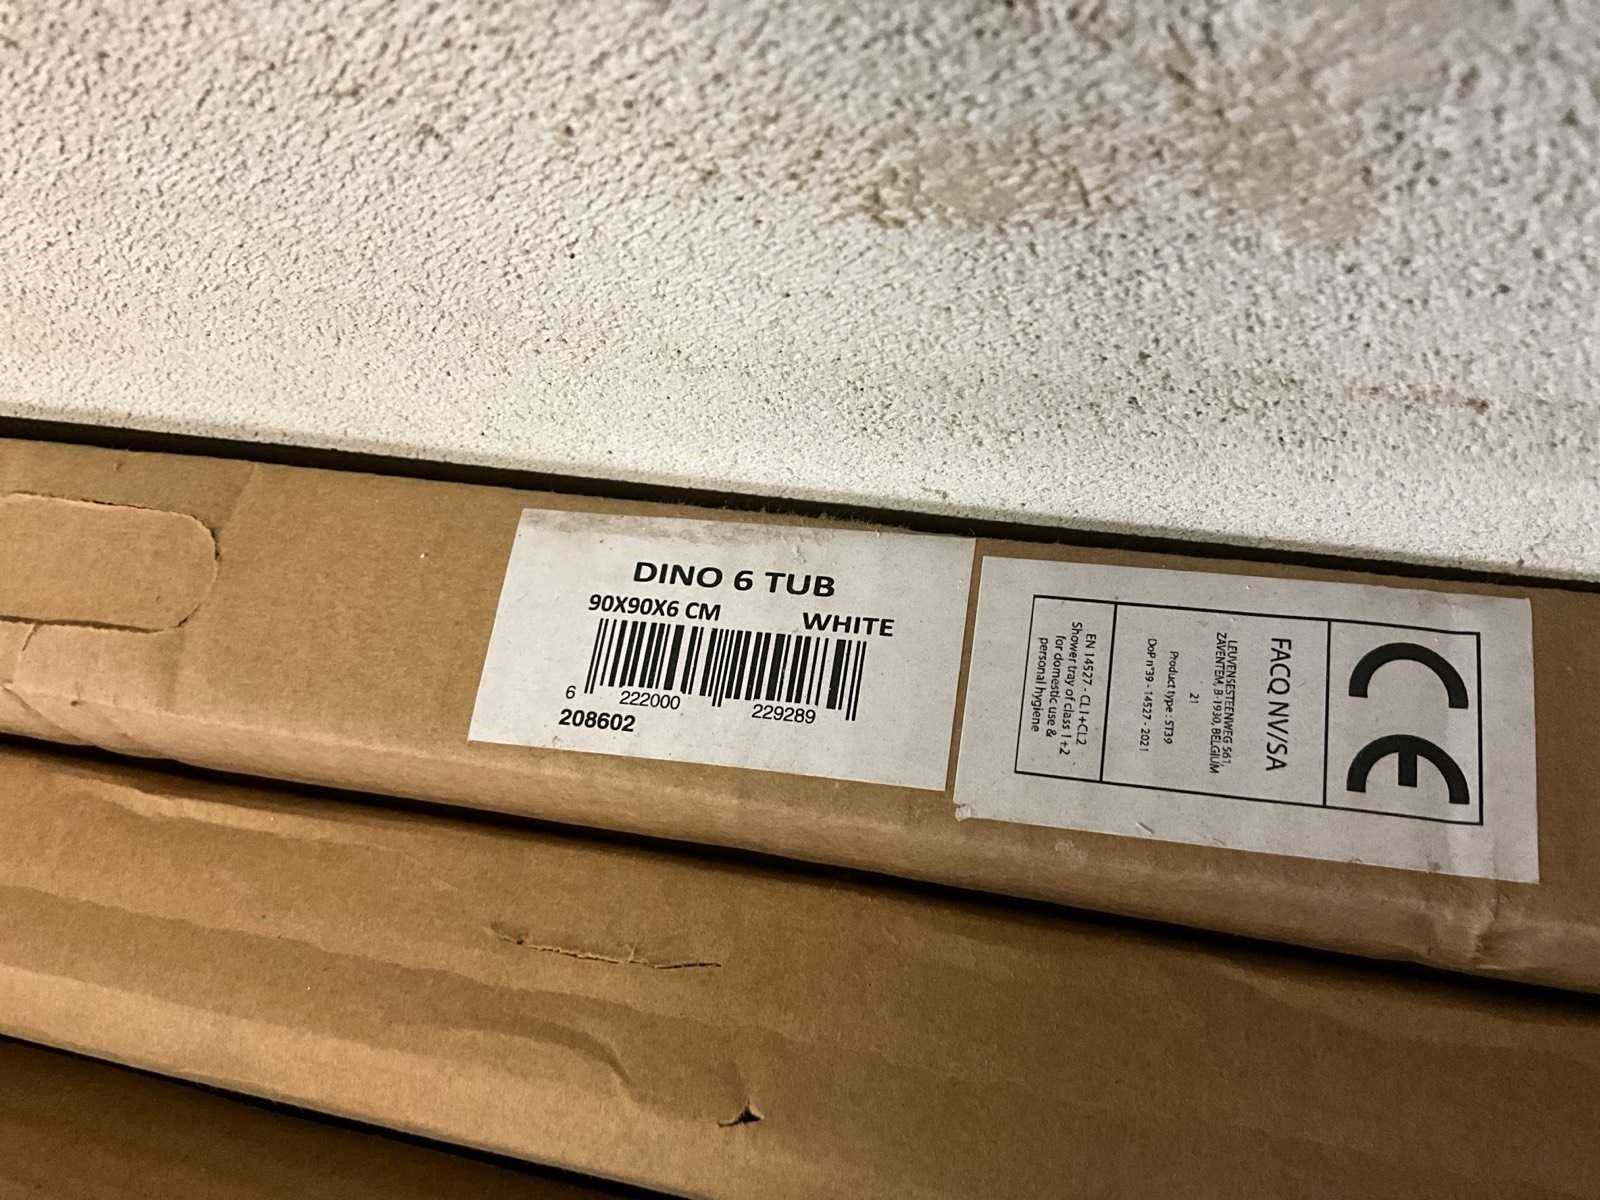 DINO 6 TUB
90X90X6 CM WHITE
6 222000 229289
208602
CE
FACQ NV/SA
LEUVENSESTEENWEG 561,
ZAVENTEM, B-1930, BELGIUM
21
Product type : ST39
DoP n°39 - 14527 - 2021
EN 14527 - CL1+CL2
Shower tray of class 1+2
for domestic use &
personal hygiene